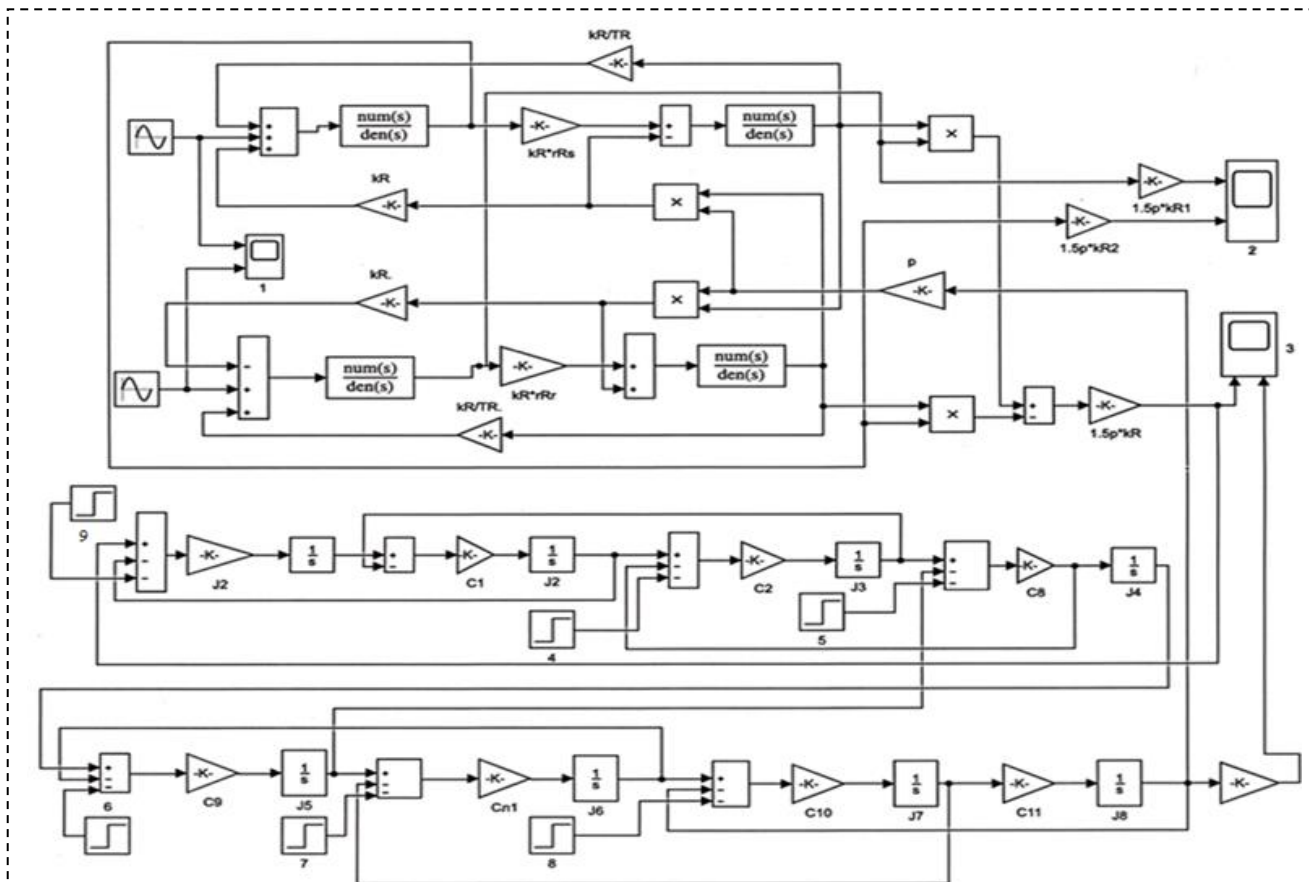 kR/TR
-K-
num(s)
den(s)
-K-
kR*rRs
num(s)
den(s)
×
kR
-K-
×
-K-
1.5p*kR1
-K-
1.5p*kR2
2
1
kR.
-K-
×
p
-K-
3
num(s)
den(s)
-K-
kR*rRr
num(s)
den(s)
kR/TR.
-K-
×
-K-
1.5p*kR
9
-K-
J2
1
s
-K-
C1
1
s
J2
-K-
C2
1
s
J3
-K-
C8
1
s
J4
4
5
6
-K-
C9
1
s
J5
-K-
Cn1
1
s
J6
-K-
C10
1
s
J7
-K-
C11
1
s
J8
-K-
7
8